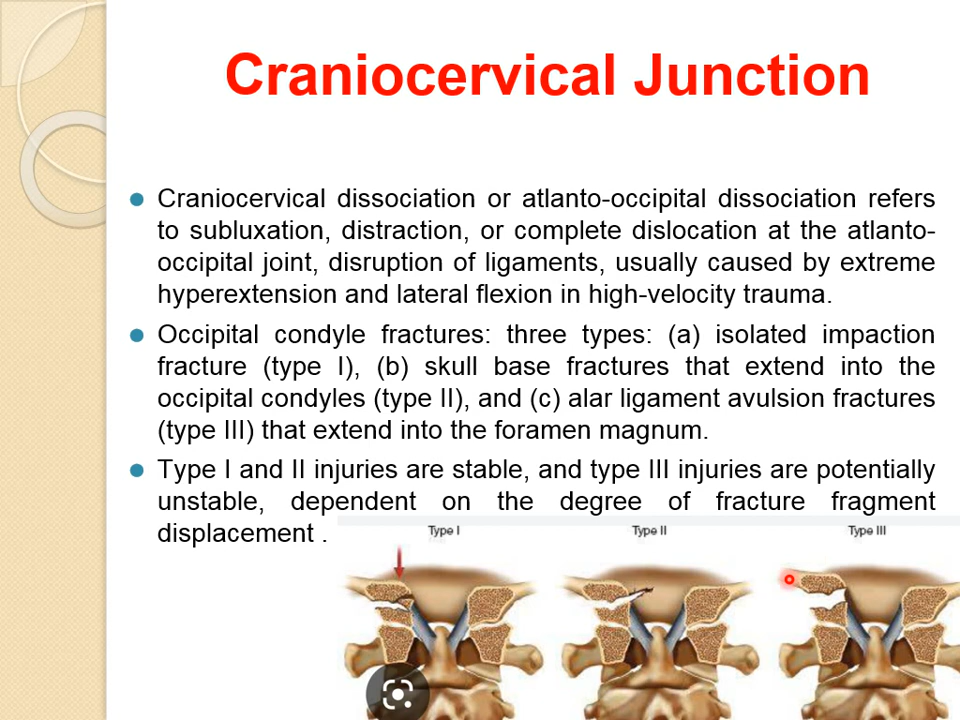 Craniocervical Junction
Craniocervical dissociation or atlanto-occipital dissociation refers
to subluxation, distraction, or complete dislocation at the atlanto-
occipital joint, disruption of ligaments, usually caused by extreme
hyperextension and lateral flexion in high-velocity trauma.
Occipital condyle fractures: three types: (a) isolated impaction
fracture (type I), (b) skull base fractures that extend into the
occipital condyles (type II), and (c) alar ligament avulsion fractures
(type III) that extend into the foramen magnum.
Type I and II injuries are stable, and type III injuries are potentially
unstable, dependent on the degree of fracture fragment
displacement .
Type I Type II Type III